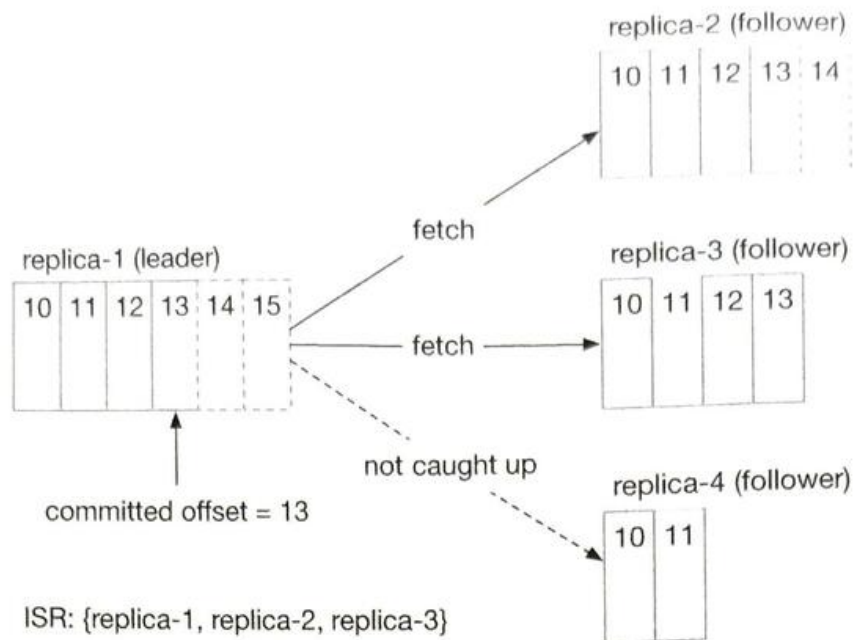 replica-2 (follower)
10 11 12 13 14
fetch
replica-1 (leader)
10 11 12 13 14 15
replica-3 (follower)
10 11 12 13
fetch
not caught up
committed offset = 13
replica-4 (follower)
10 11
ISR: {replica-1, replica-2, replica-3}